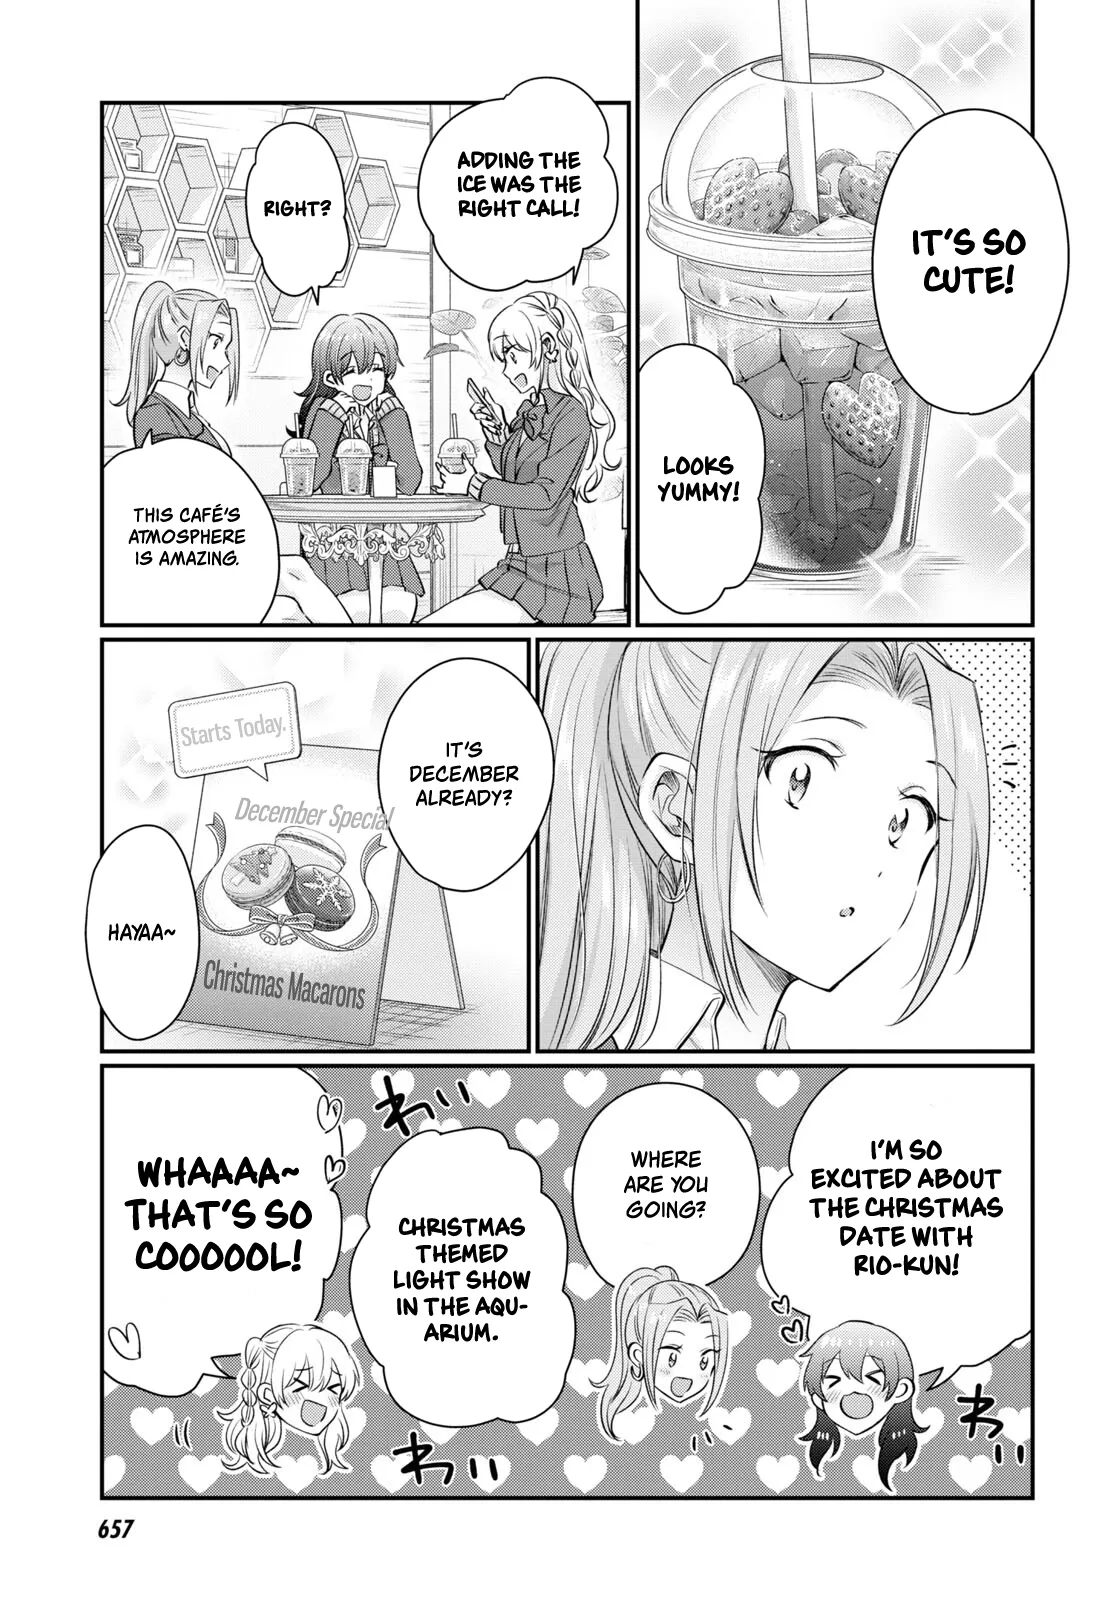 IT'S SO
CUTE!
LOOKS
YUMMY!
ADDING THE
ICE WAS THE
RIGHT CALL!
RIGHT?
THIS CAFÉ'S
ATMOSPHERE
IS AMAZING.
IT'S
DECEMBER
ALREADY?
Starts Today.
December Special
Christmas Macarons
HAYAA~
I'M SO
EXCITED ABOUT
THE CHRISTMAS
DATE WITH
RIO-KUN!
わい
WHERE
ARE YOU
GOING?
CHRISTMAS
THEMED
LIGHT SHOW
IN THE AQU-
ARIUM.
わい
わい
WHAAAA~
THAT'S SO
COOOOOL!
657